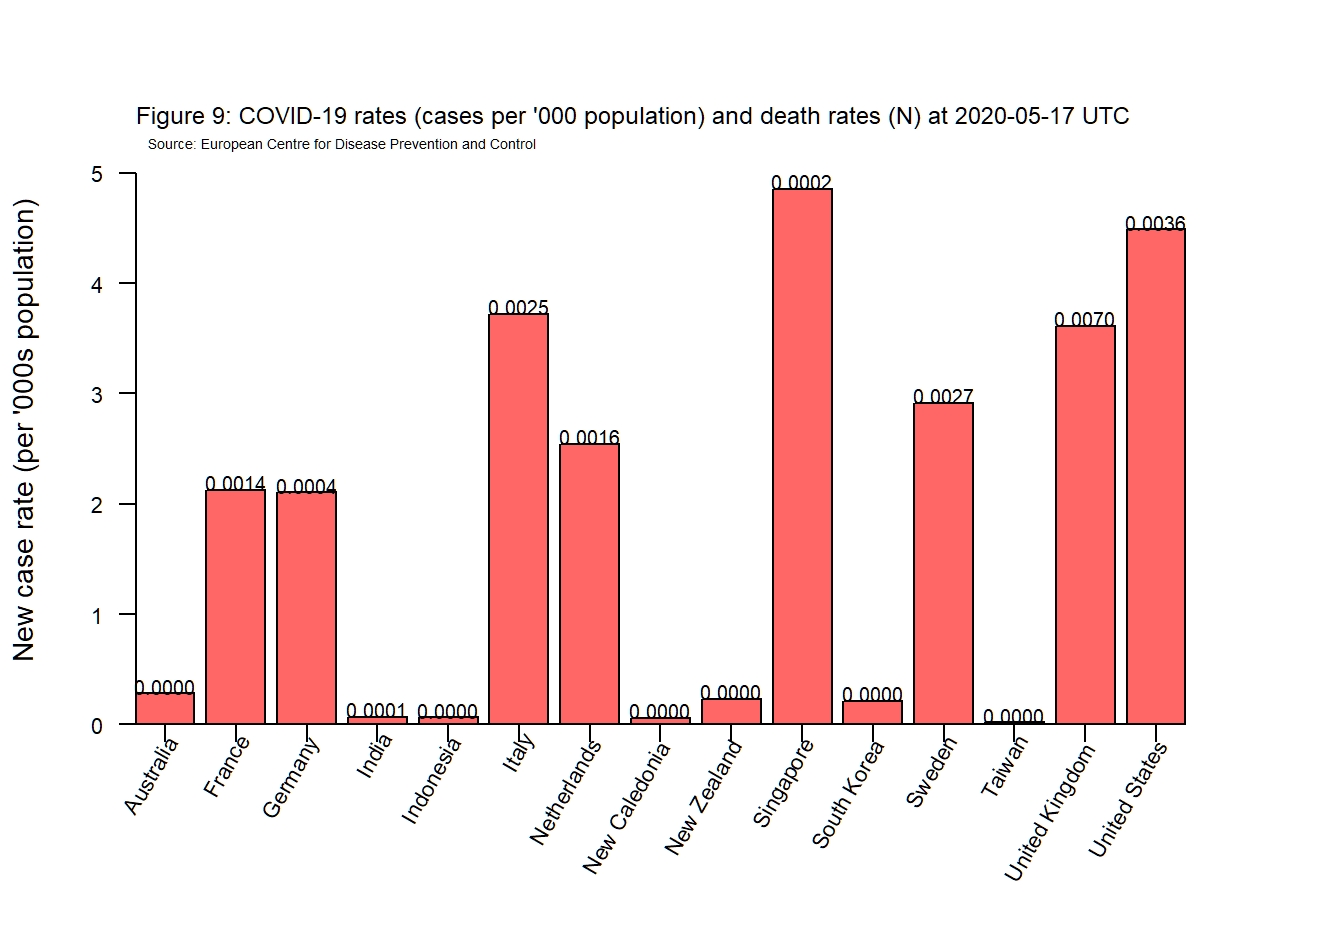 Figure 9: COVID-19 rates (cases per '000 population) and death rates (N) at 2020-05-17 UTC
Source: European Centre for Disease Prevention and Control
New case rate (per '000s population)
5
4
3
2
1
0
0.0000
0.0014
0.0004
0.0001
0.0000
0.0025
0.0016
0.0000
0.0000
0.0002
0.0000
0.0027
0.0000
0.0070
0.0036
Australia
France
Germany
India
Indonesia
Italy
Netherlands
New Caledonia
New Zealand
Singapore
South Korea
Sweden
Taiwan
United Kingdom
United States